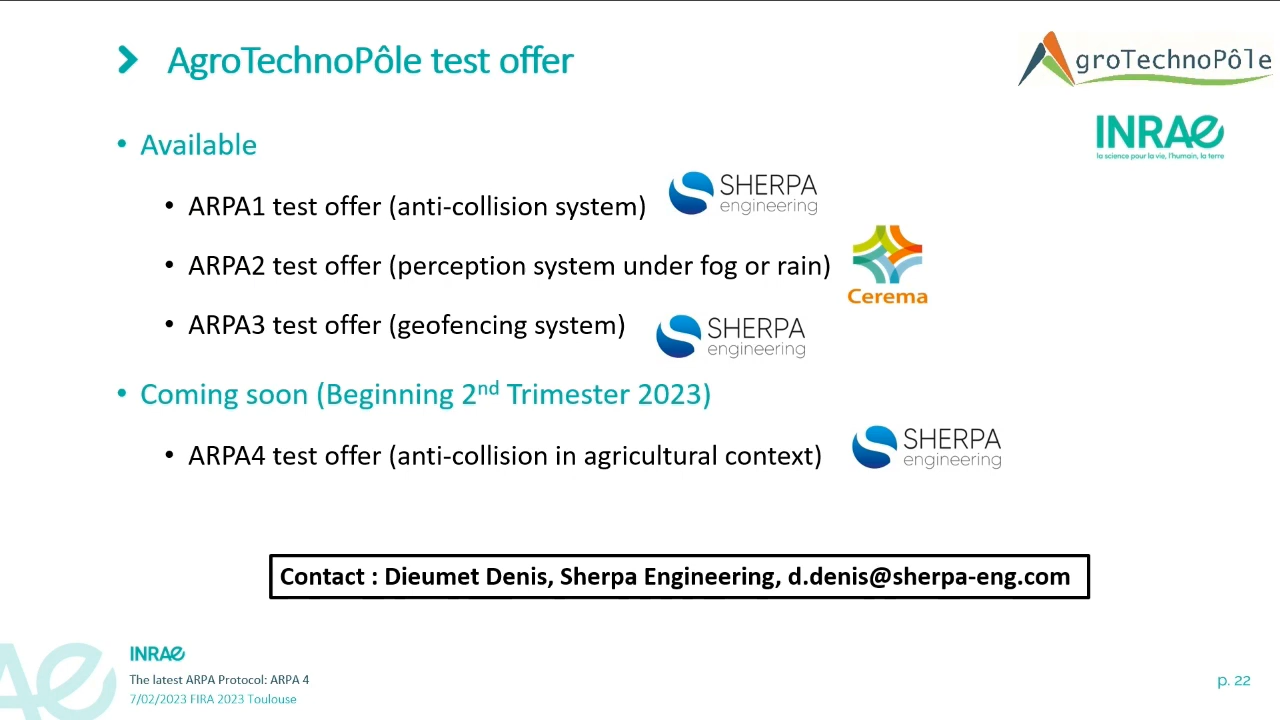 AgroTechnoPôle test offer
groTechnoPôle
INRAE
la science pour la vie, l'humain, la terre
• Available
• ARPA1 test offer (anti-collision system)
SHERPA
engineering
• ARPA2 test offer (perception system under fog or rain)
Cerema
• ARPA3 test offer (geofencing system)
SHERPA
engineering
• Coming soon (Beginning 2nd Trimester 2023)
• ARPA4 test offer (anti-collision in agricultural context)
SHERPA
engineering
Contact : Dieumet Denis, Sherpa Engineering, d.denis@sherpa-eng.com
INRAE
The latest ARPA Protocol: ARPA 4
7/02/2023 FIRA 2023 Toulouse
p. 22